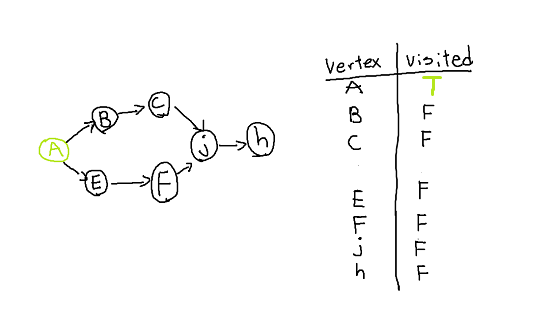 Vertex visited
A T
B F
C F
E F
F F
j F
h F
A
B
C
E
F
j
h